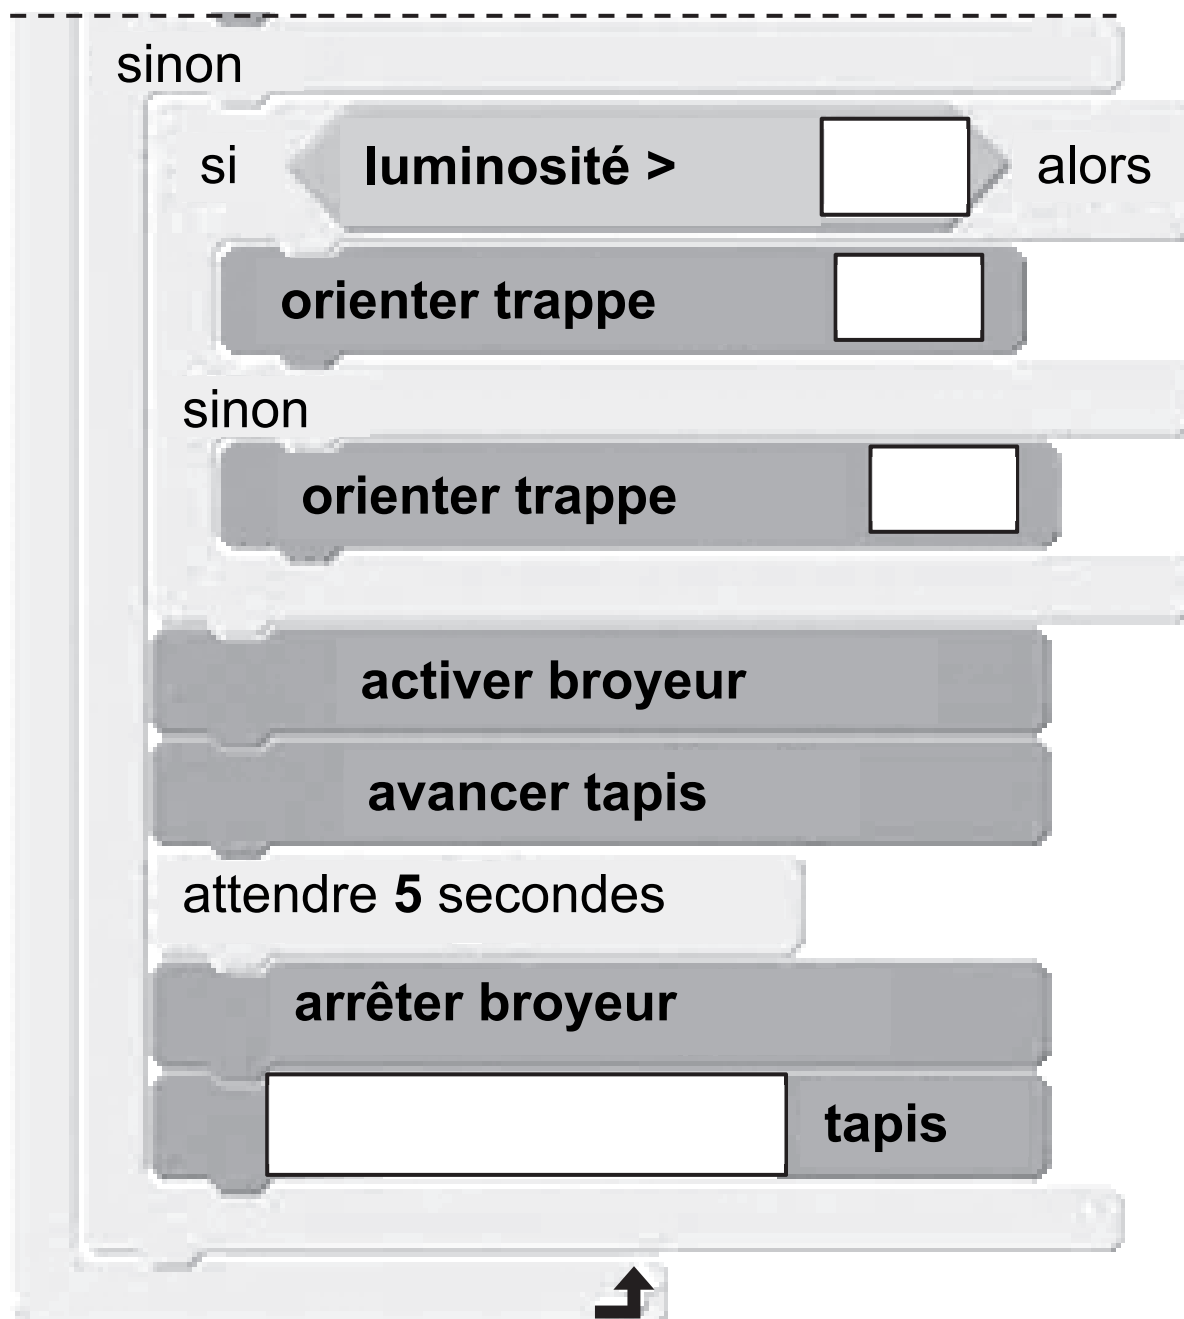 sinon
si luminosité > alors
orienter trappe
sinon
orienter trappe
activer broyeur
avancer tapis
attendre 5 secondes
arrêter broyeur
tapis